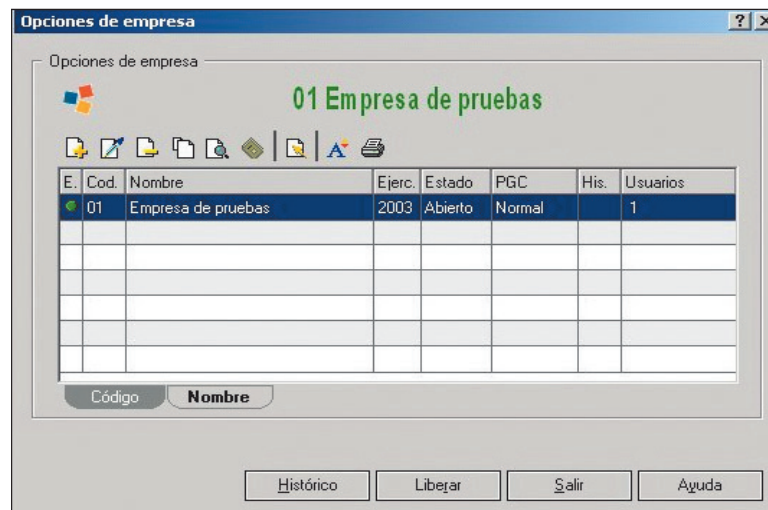 Opciones de empresa
Opciones de empresa
01 Empresa de pruebas
E. Cod. Nombre Ejerc. Estado PGC His. Usuarios
01 Empresa de pruebas 2003 Abierto Normal 1
Código Nombre
Histórico Liberar Salir Ayuda